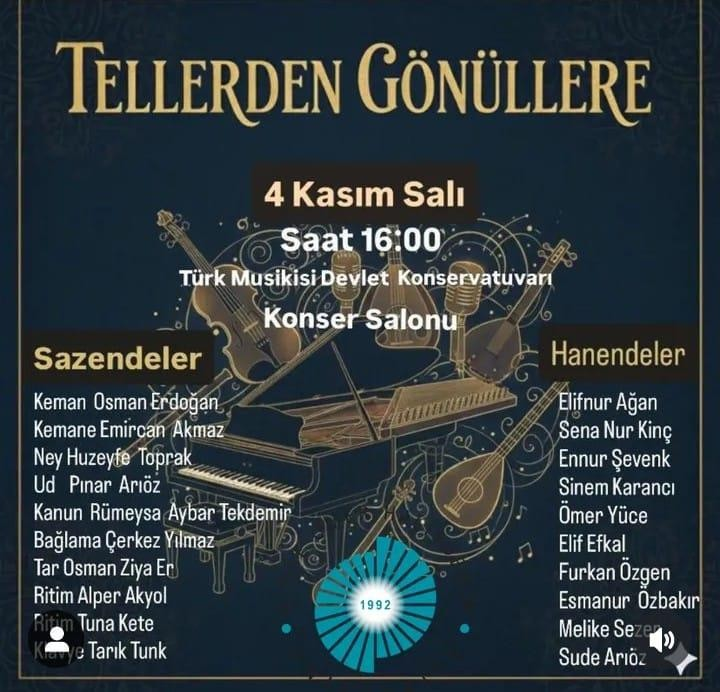 TELLERDEN GÖNÜLLERE
4 Kasım Salı
Saat 16:00
Türk Musikisi Devlet Konservatuvarı
Konser Salonu
Sazendeler
Keman Osman Erdoğan
Kemane Emircan Akmaz
Ney Huzeyfe Toprak
Ud Pınar Arıöz
Kanun Rümeysa Aybar Tekdemir
Bağlama Çerkez Yılmaz
Tar Osman Ziya Er
Ritim Alper Akyol
Ritim Tuna Kete
Klavye Tarık Tunk
Hanendeler
Elifnur Ağan
Sena Nur Kinç
Ennur Şevenk
Sinem Karancı
Ömer Yüce
Elif Efkal
Furkan Özgen
Esmanur Özbakır
Melike Sezer
Sude Arıöz
1992